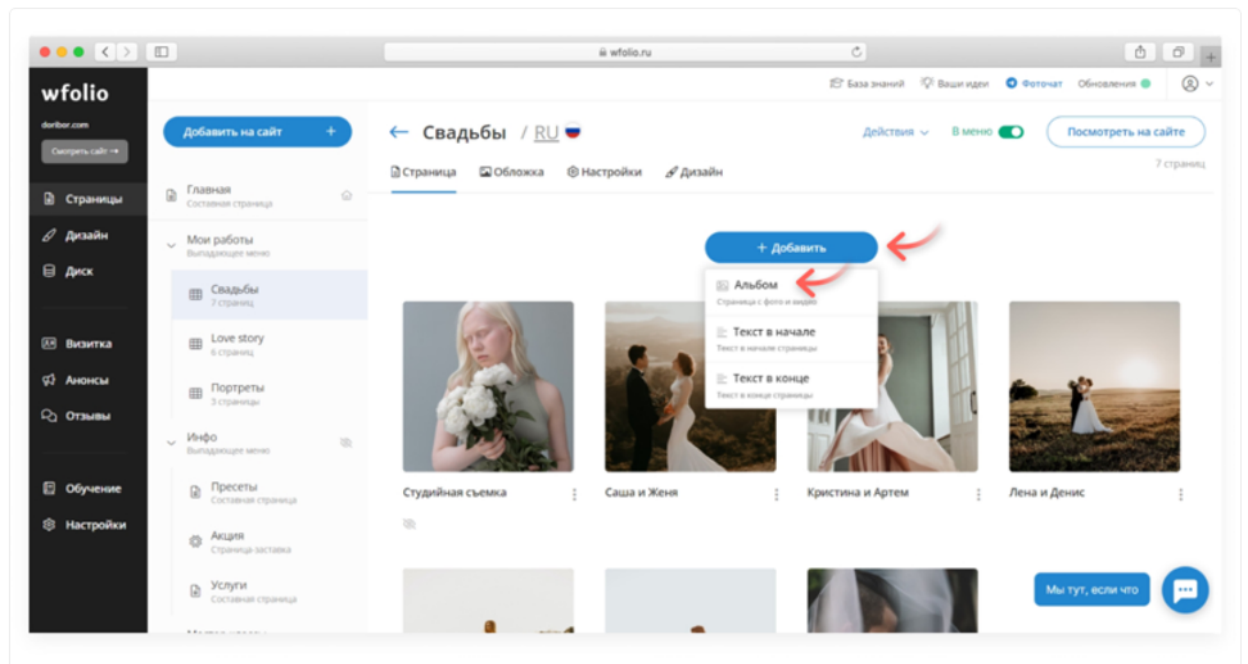 wfolio.ru
wfolio
doribor.com
Смотреть сайт →
Страницы
Дизайн
Диск
Визитка
Анонсы
Отзывы
Обучение
Настройки
База знаний
Ваши идеи
Фоточат
Обновления
Добавить на сайт +
Главная
Составная страница
Мои работы
Выпадающее меню
Свадьбы
7 страниц
Love story
6 страниц
Портреты
3 страницы
Инфо
Выпадающее меню
Пресеты
Составная страница
Акция
Страница-заставка
Услуги
Составная страница
← Свадьбы / RU
Действия
В меню
Посмотреть на сайте
Страница
Обложка
Настройки
Дизайн
7 страниц
+ Добавить
Альбом
Страница с фото и видео
Текст в начале
Текст в начале страницы
Текст в конце
Текст в конце страницы
Студийная съемка
Саша и Женя
Кристина и Артем
Лена и Денис
Мы тут, если что